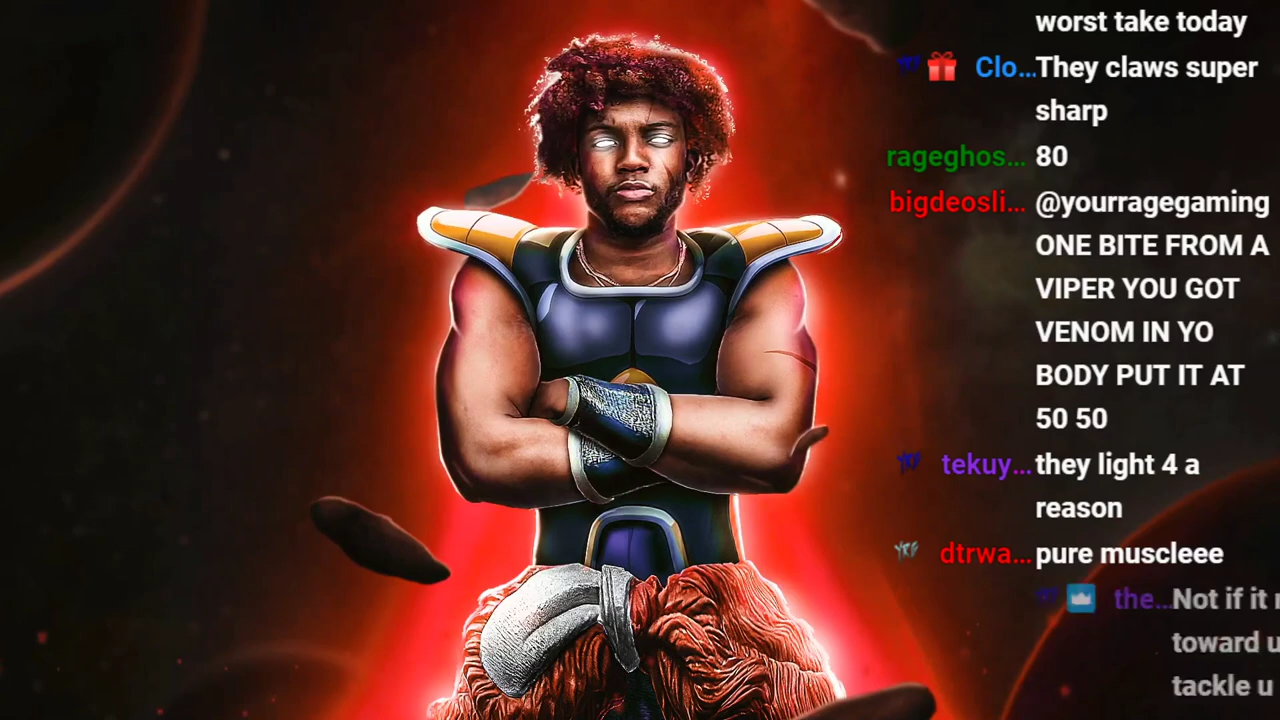 worst take today
Clo...They claws super
sharp
rageghos... 80
bigdeosli... @yourragegaming
ONE BITE FROM A
VIPER YOU GOT
VENOM IN YO
BODY PUT IT AT
50 50
tekuy...they light 4 a
reason
dtrwa...pure muscleee
the...Not if it
toward u
tackle u